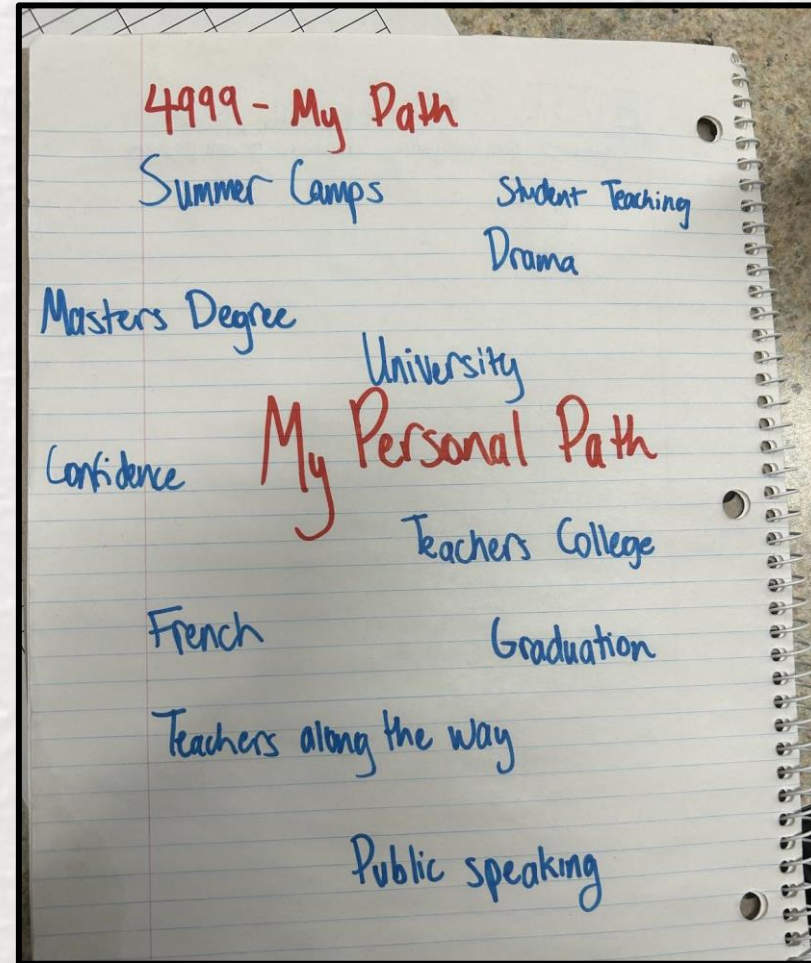 4999 - My Path
Summer Camps
Student Teaching
Drama
Masters Degree
University
My Personal Path
Confidence
Teachers College
French
Graduation
Teachers along the way
Public speaking